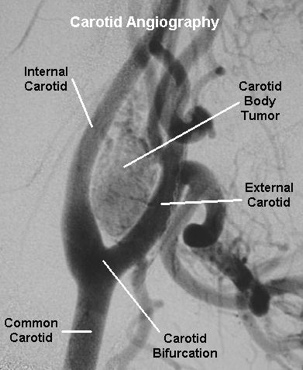 Carotid Angiography
Internal
Carotid
Carotid
Body
Tumor
External
Carotid
Common
Carotid
Carotid
Bifurcation